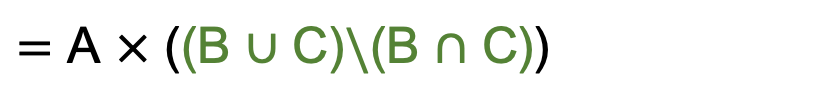 = A × ((B ∪ C)\(B ∩ C))